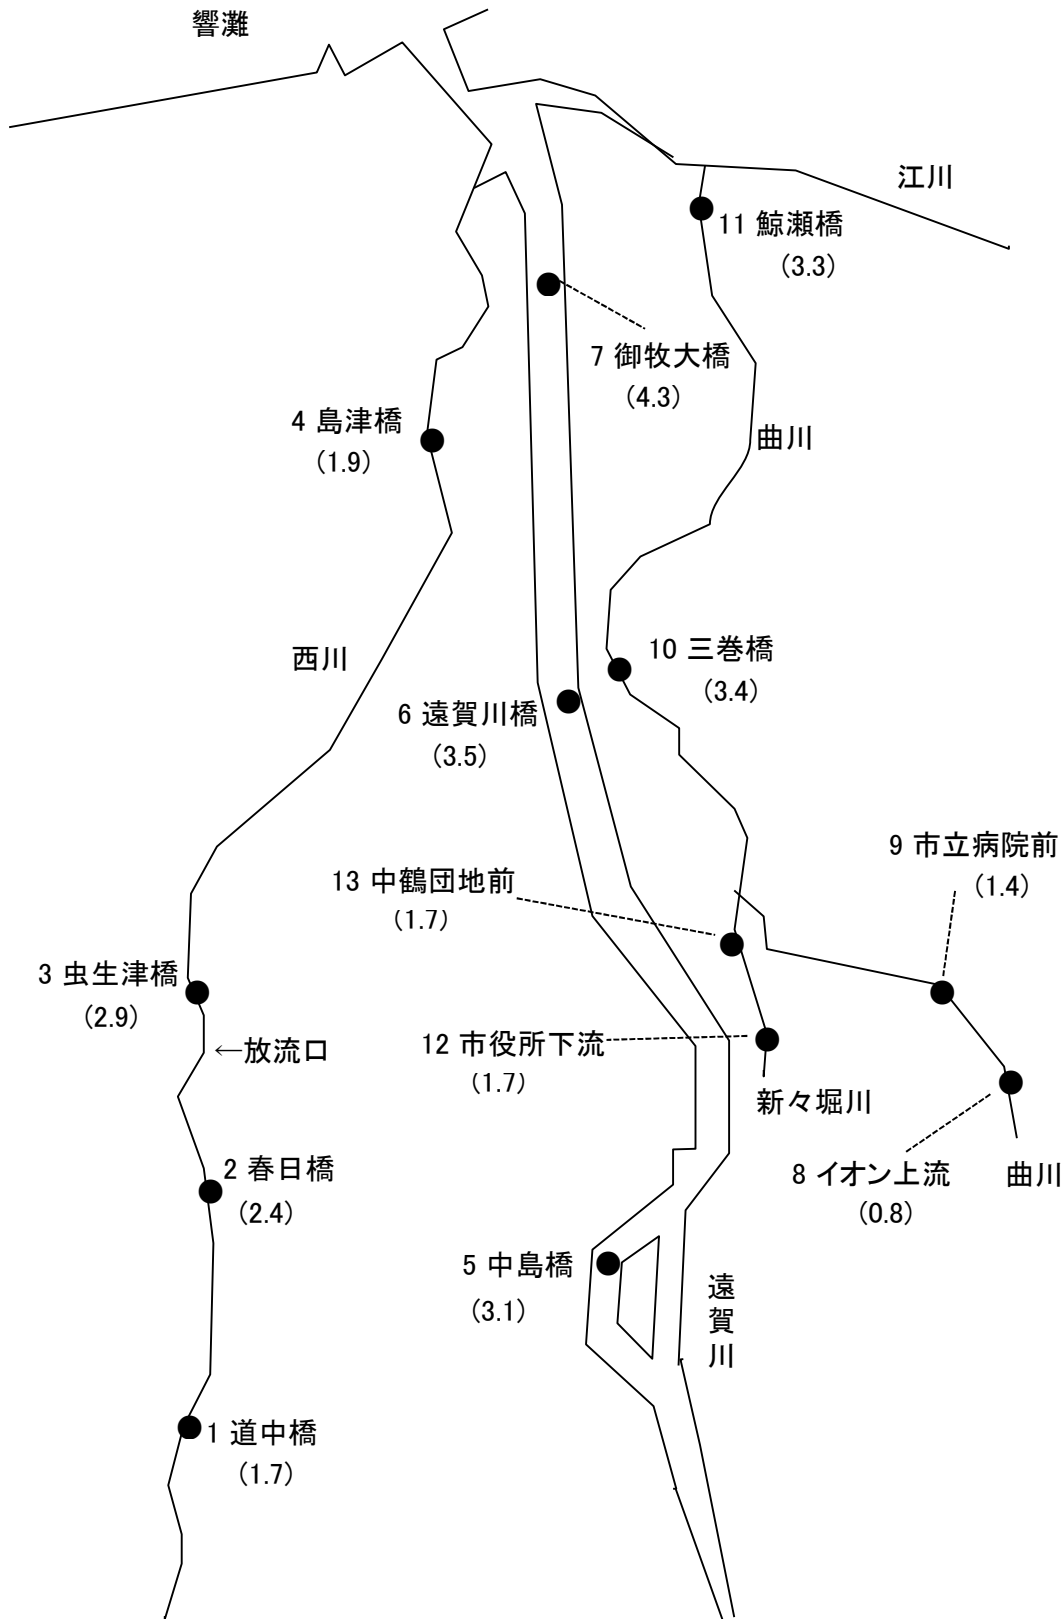 響灘
江川
11 鯨瀬橋
(3.3)
7 御牧大橋
(4.3)
4 島津橋
(1.9)
曲川
西川
10 三巻橋
(3.4)
6 遠賀川橋
(3.5)
9 市立病院前
(1.4)
13 中鶴団地前
(1.7)
3 虫生津橋
(2.9)
←放流口
12 市役所下流
(1.7)
新々堀川
2 春日橋
(2.4)
8 イオン上流
(0.8)
曲川
5 中島橋
(3.1)
遠賀川
1 道中橋
(1.7)